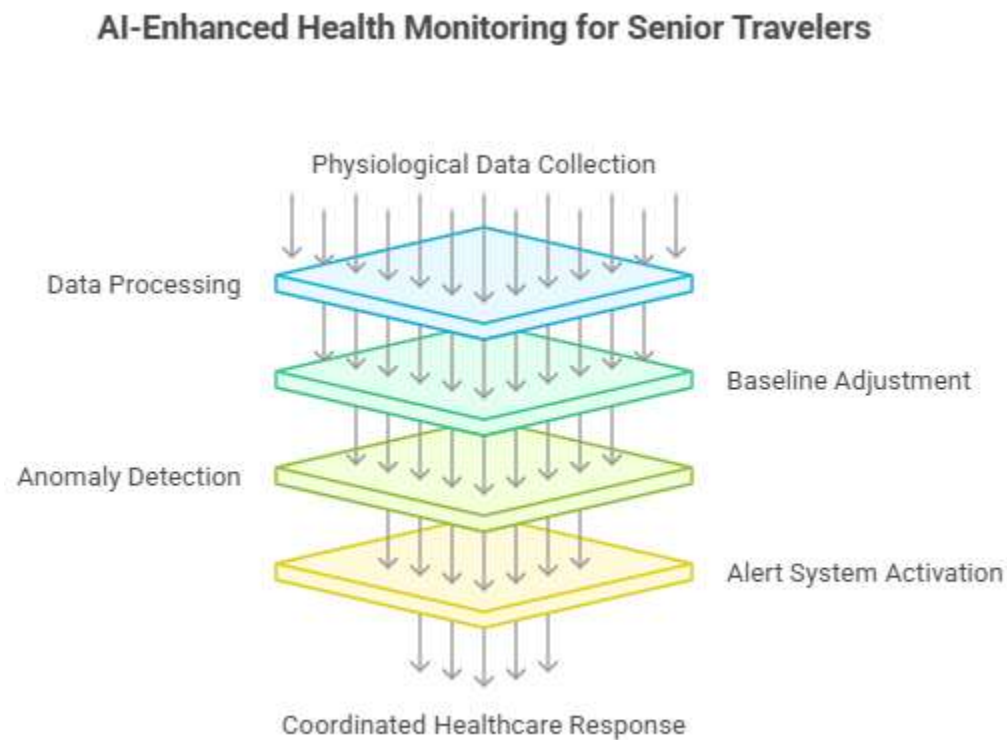 AI-Enhanced Health Monitoring for Senior Travelers
Physiological Data Collection
Data Processing
Baseline Adjustment
Anomaly Detection
Alert System Activation
Coordinated Healthcare Response